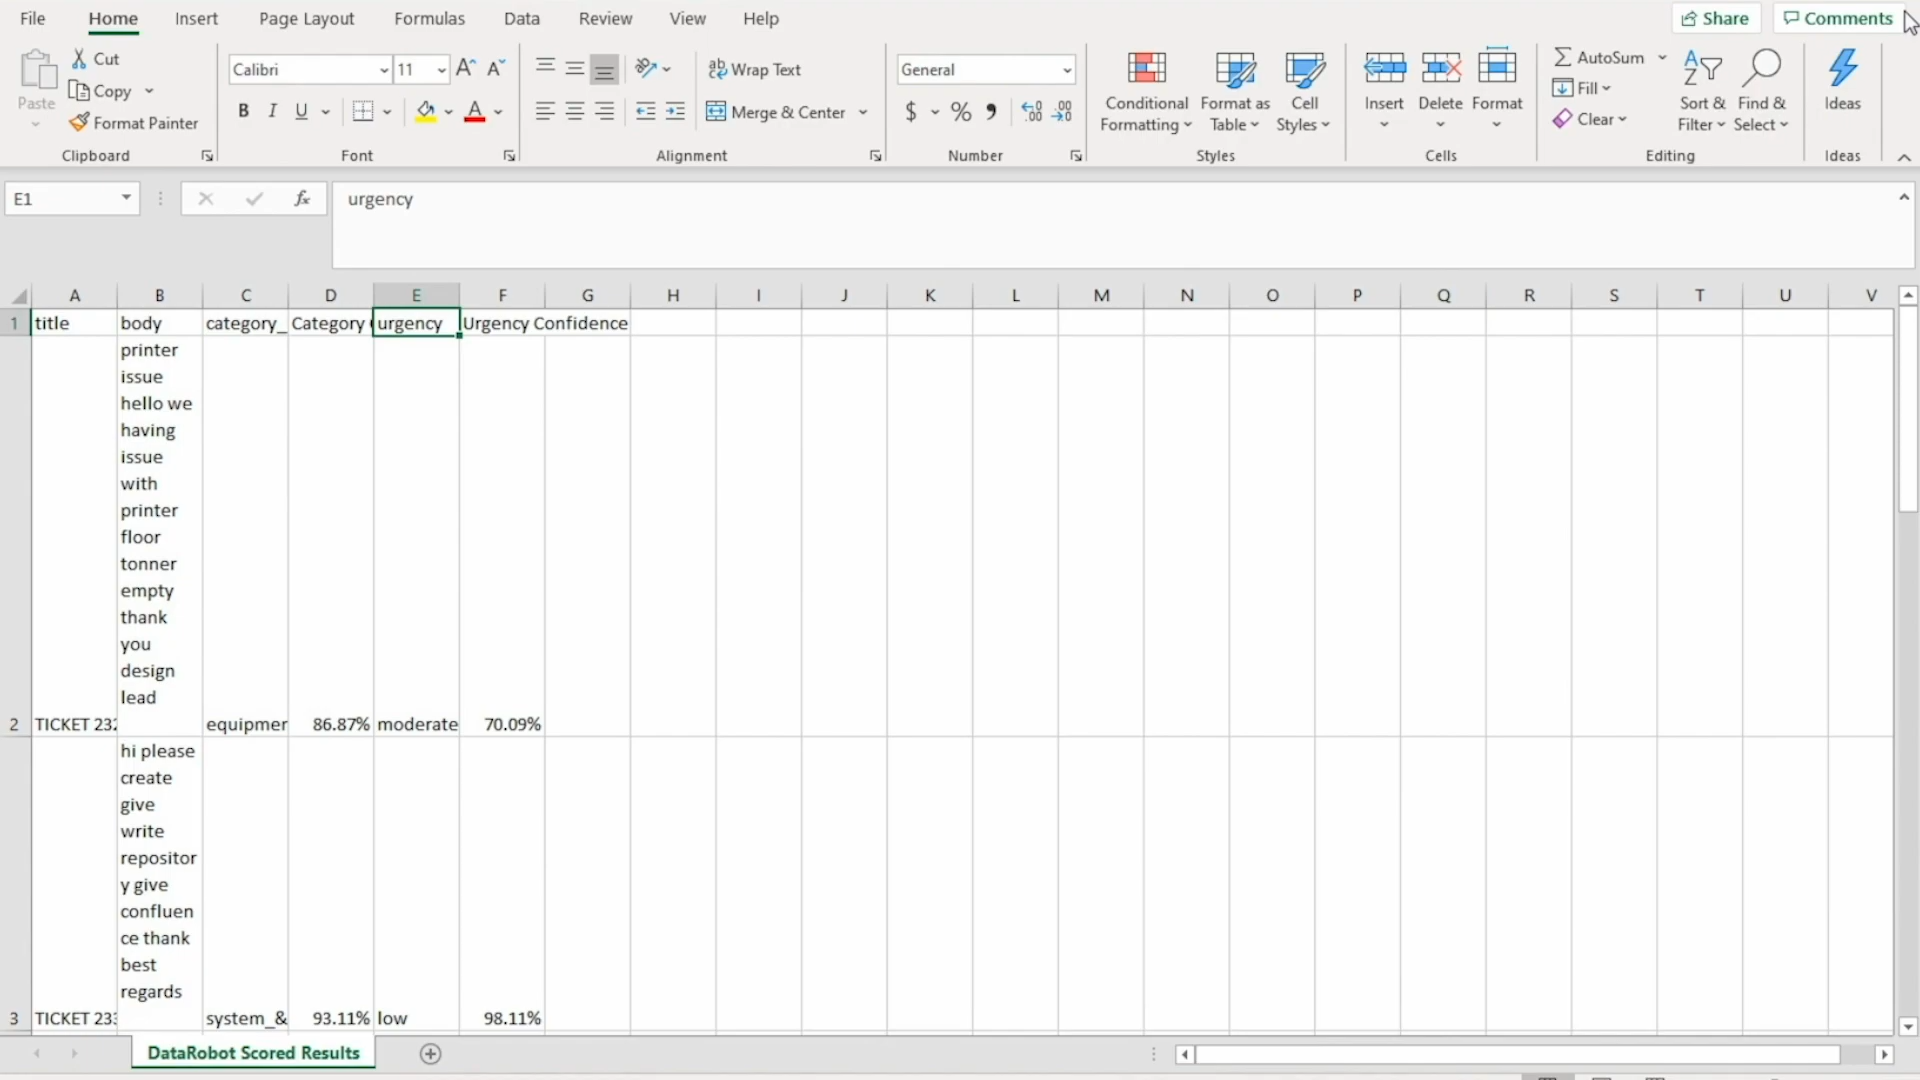 File Home Insert Page Layout Formulas Data Review View Help Share Comments
Paste Cut Copy Format Painter Clipboard
Calibri 11 A A B I U A Font
Wrap Text Merge & Center Alignment
General $ % Number
Conditional Formatting Format as Table Cell Styles Styles
Insert Delete Format Cells
AutoSum Fill Clear Sort & Filter Find & Select Editing
Ideas Ideas
E1 fx urgency
A B C D E F G H I J K L M N O P Q R S T U V
1 title body category_ Category urgency Urgency Confidence
printer
issue
hello we
having
issue
with
printer
floor
tonner
empty
thank
you
design
lead
2 TICKET 232 equipmer 86.87% moderate 70.09%
hi please
create
give
write
repositor
y give
confluen
ce thank
best
regards
3 TICKET 233 system_& 93.11% low 98.11%
DataRobot Scored Results